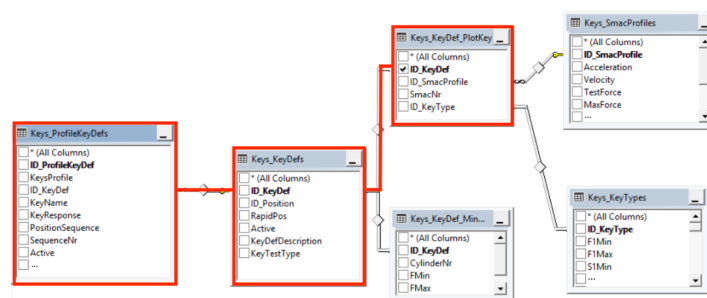 Keys_ProfileKeyDefs
* (All Columns)
ID_ProfileKeyDef
KeysProfile
ID_KeyDef
KeyName
KeyResponse
PositionSequence
SequenceNr
Active
...
Keys_KeyDefs
* (All Columns)
ID_KeyDef
ID_Position
RapidPos
Active
KeyDefDescription
KeyTestType
Keys_KeyDef_PlotKey
* (All Columns)
ID_KeyDef
ID_SmacProfile
SmacNr
ID_KeyType
Keys_KeyDef_Min...
* (All Columns)
ID_KeyDef
CylinderNr
FMin
FMax
Keys_SmacProfiles
* (All Columns)
ID_SmacProfile
Acceleration
Velocity
TestForce
MaxForce
...
Keys_KeyTypes
* (All Columns)
ID_KeyType
F1Min
F1Max
S1Min
...